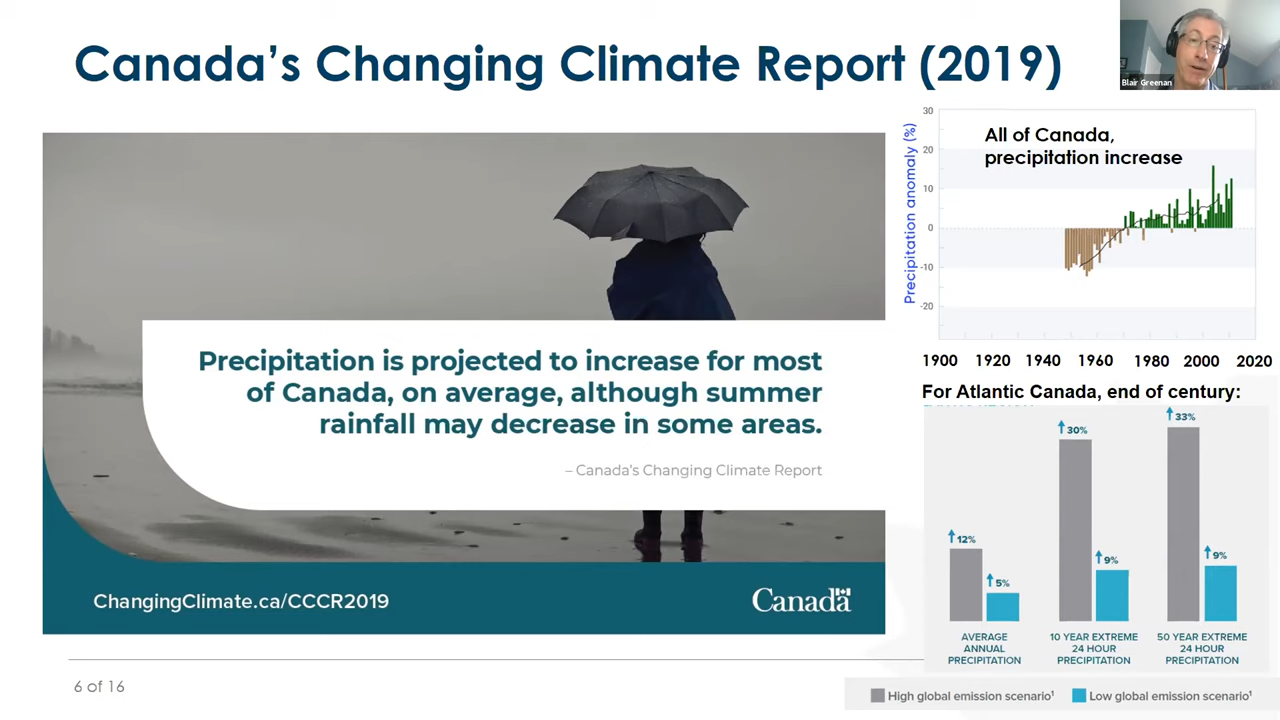 Canada's Changing Climate Report (2019)
Blair Greenan
Precipitation is projected to increase for most
of Canada, on average, although summer
rainfall may decrease in some areas.
– Canada's Changing Climate Report
ChangingClimate.ca/CCCR2019
Canada
6 of 16
Precipitation anomaly (%)
All of Canada,
precipitation increase
30
20
10
0
-10
-20
1900 1920 1940 1960 1980 2000 2020
For Atlantic Canada, end of century:
12%
5%
30%
9%
33%
9%
AVERAGE
ANNUAL
PRECIPITATION
10 YEAR EXTREME
24 HOUR
PRECIPITATION
50 YEAR EXTREME
24 HOUR
PRECIPITATION
High global emission scenario¹
Low global emission scenario¹